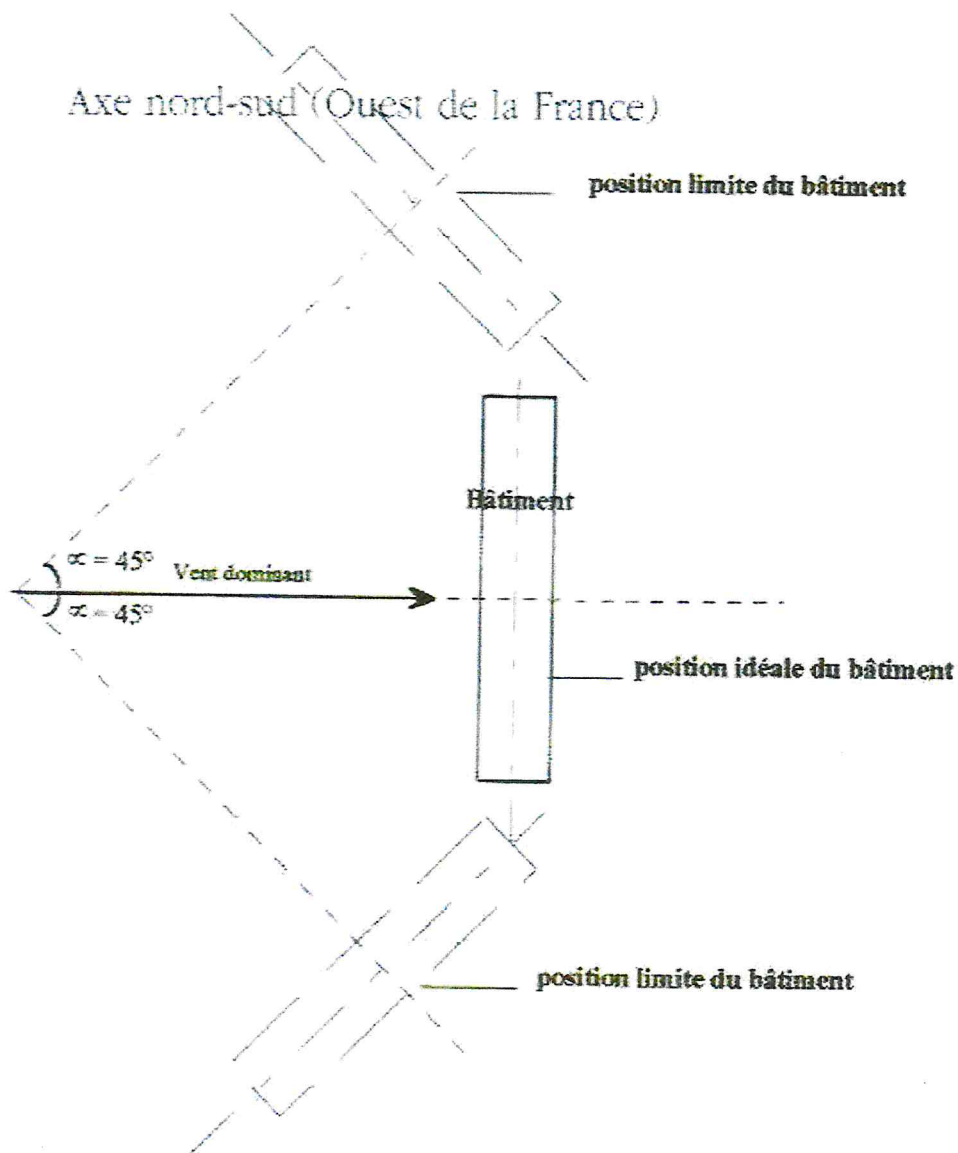 Axe nord-sud (Ouest de la France)
position limite du bâtiment
Bâtiment
∝ = 45°
Vent dominant
∝ = 45°
position idéale du bâtiment
position limite du bâtiment